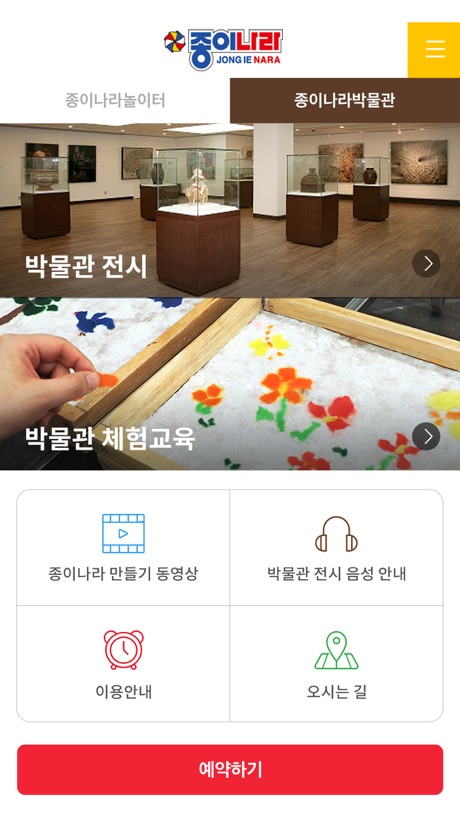 종이나라
JONG IE NARA
종이나라놀이터
종이나라박물관
박물관 전시
박물관 체험교육
종이나라 만들기 동영상
박물관 전시 음성 안내
이용안내
오시는 길
예약하기